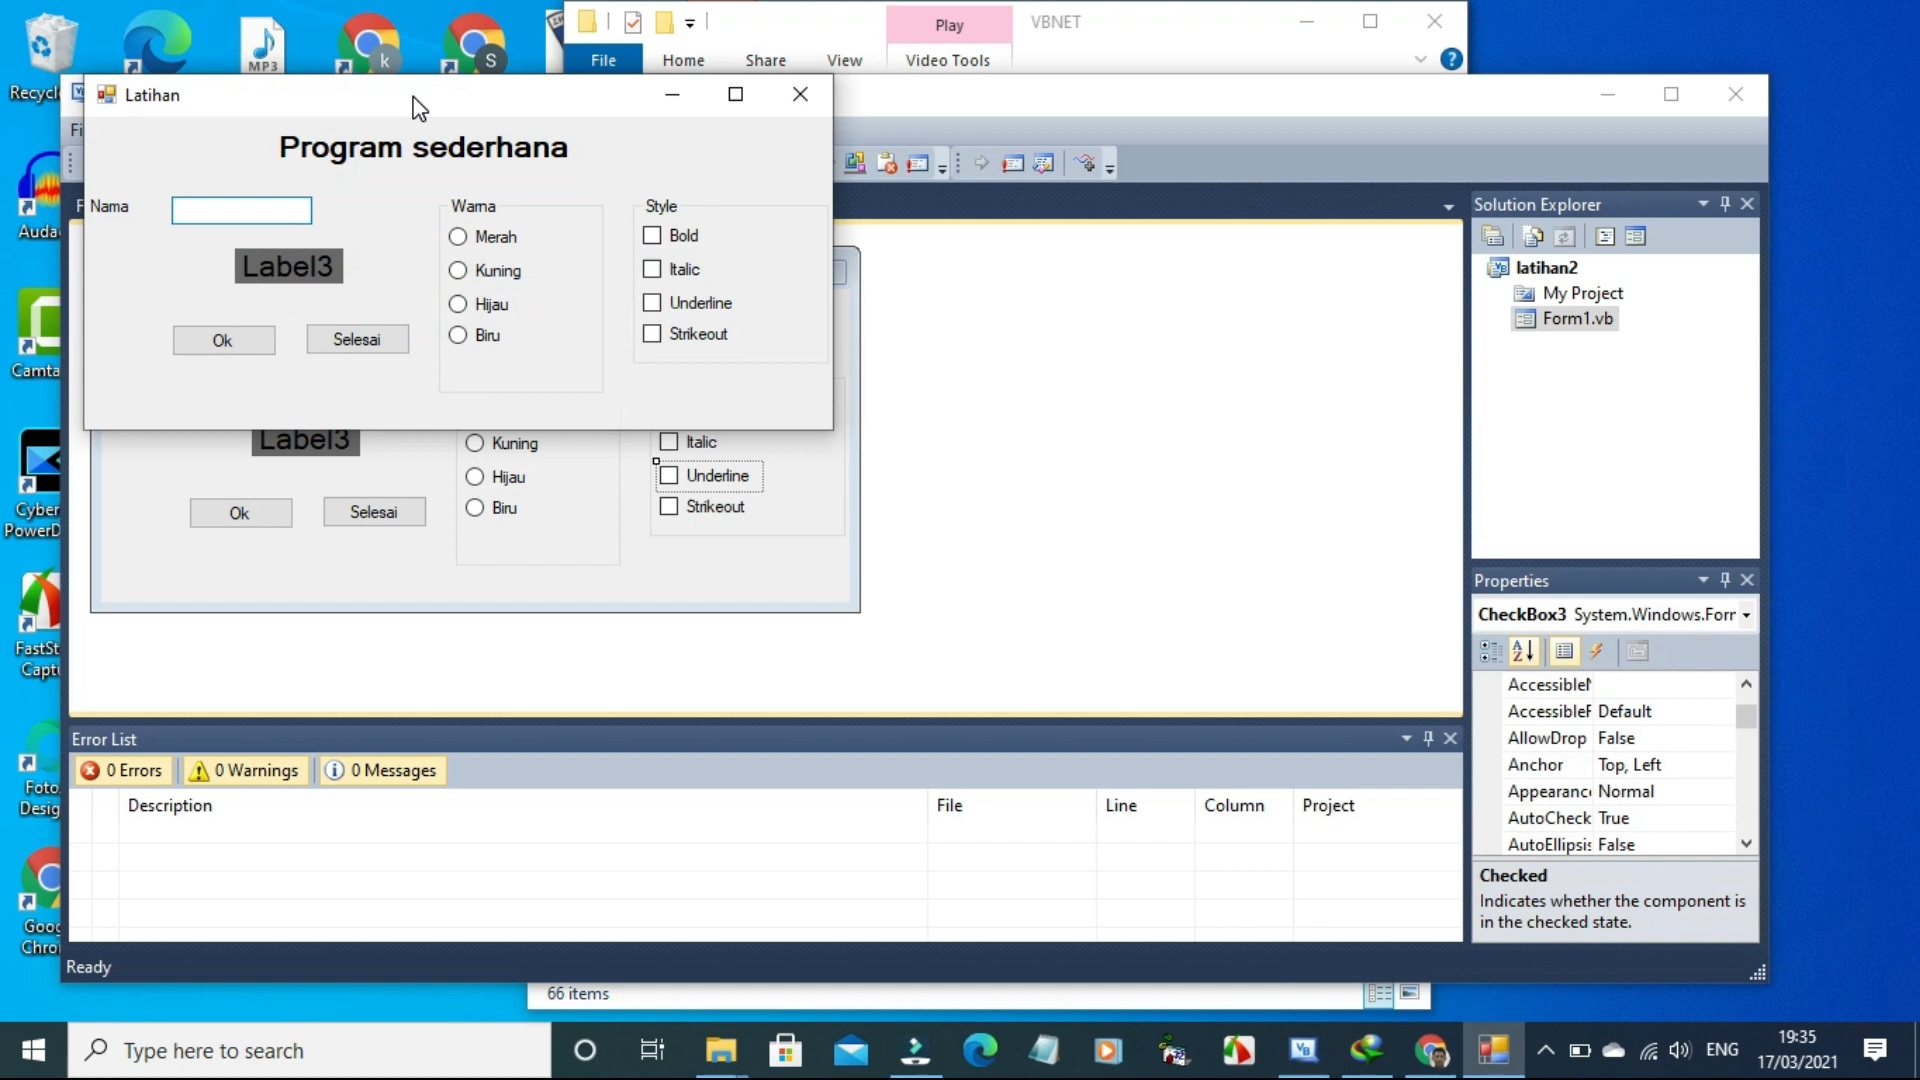 Play
VBNET
File
Home
Share
View
Video Tools
MP3
k
S
Latihan
Program sederhana
Nama
Warna
Merah
Kuning
Hijau
Biru
Style
Bold
Italic
Underline
Strikeout
Label3
Ok
Selesai
Label3
Kuning
Hijau
Biru
Italic
Underline
Strikeout
Ok
Selesai
Solution Explorer
latihan2
My Project
Form1.vb
Properties
CheckBox3 System.Windows.Forr
Default
AllowDrop False
Anchor Top, Left
Normal
AutoCheck True
False
Checked
Indicates whether the component is
in the checked state.
Error List
0 Errors
0 Warnings
0 Messages
Description
File
Line
Column
Project
Ready
66 items
Type here to search
ENG
19:35
17/03/2021